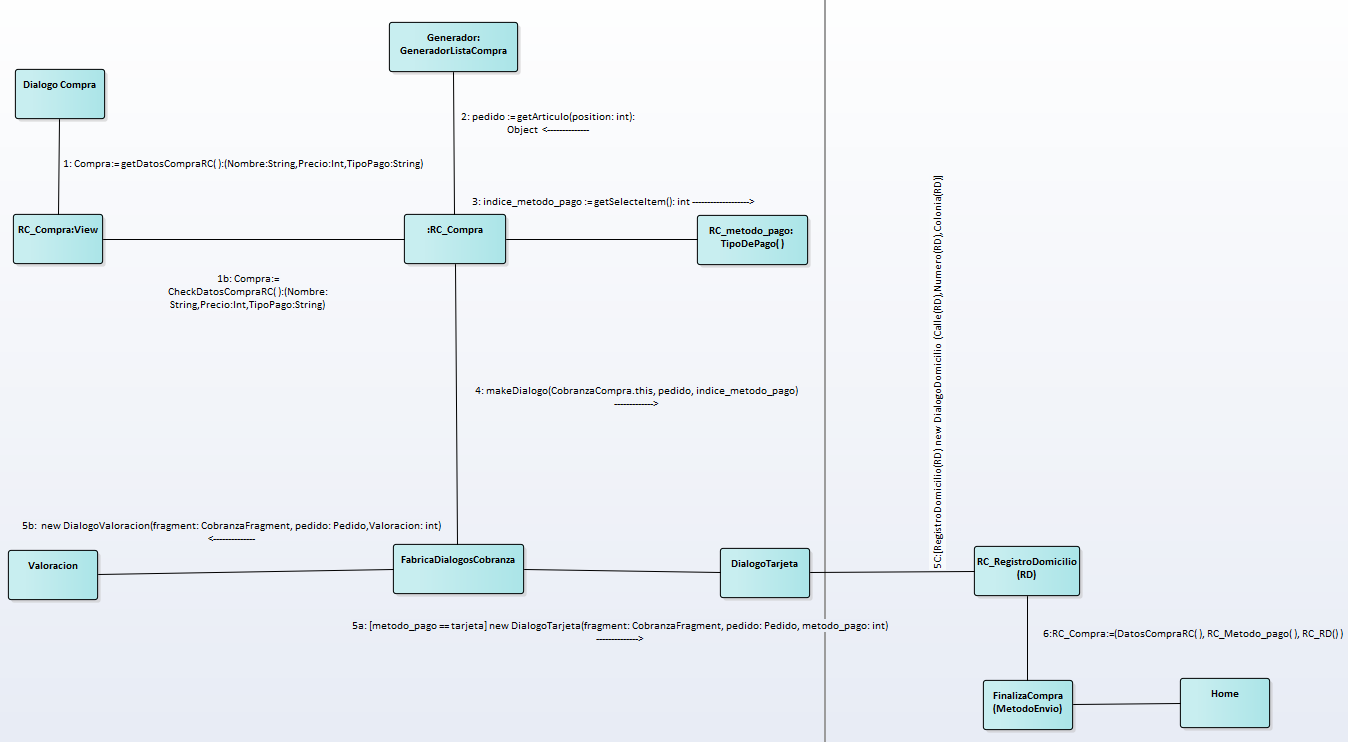 Generador:
GeneradorListaCompra
Dialogo Compra
2: pedido := getArticulo(position: int):
Object <--------------
1: Compra:= getDatosCompraRC( ):(Nombre:String,Precio:Int,TipoPago:String)
3: indice_metodo_pago := getSelecteItem(): int ------------------->
RC_Compra:View
:RC_Compra
RC_metodo_pago:
TipoDePago( )
1b: Compra:=
CheckDatosCompraRC( ):(Nombre:
String,Precio:Int,TipoPago:String)
4: makeDialogo(CobranzaCompra.this, pedido, indice_metodo_pago)
------------->
5C:[RegistroDomicilio(RD) new DialogoDomicilio (Calle(RD),Numero(RD),Colonia(RD)]
5b: new DialogoValoracion(fragment: CobranzaFragment, pedido: Pedido,Valoracion: int)
<--------------
Valoracion
FabricaDialogosCobranza
DialogoTarjeta
RC_RegistroDomicilio
(RD)
5a: [metodo_pago == tarjeta] new DialogoTarjeta(fragment: CobranzaFragment, pedido: Pedido, metodo_pago: int)
-------------->
6:RC_Compra:=(DatosCompraRC( ), RC_Metodo_pago( ), RC_RD( ) )
FinalizaCompra
(MetodoEnvio)
Home